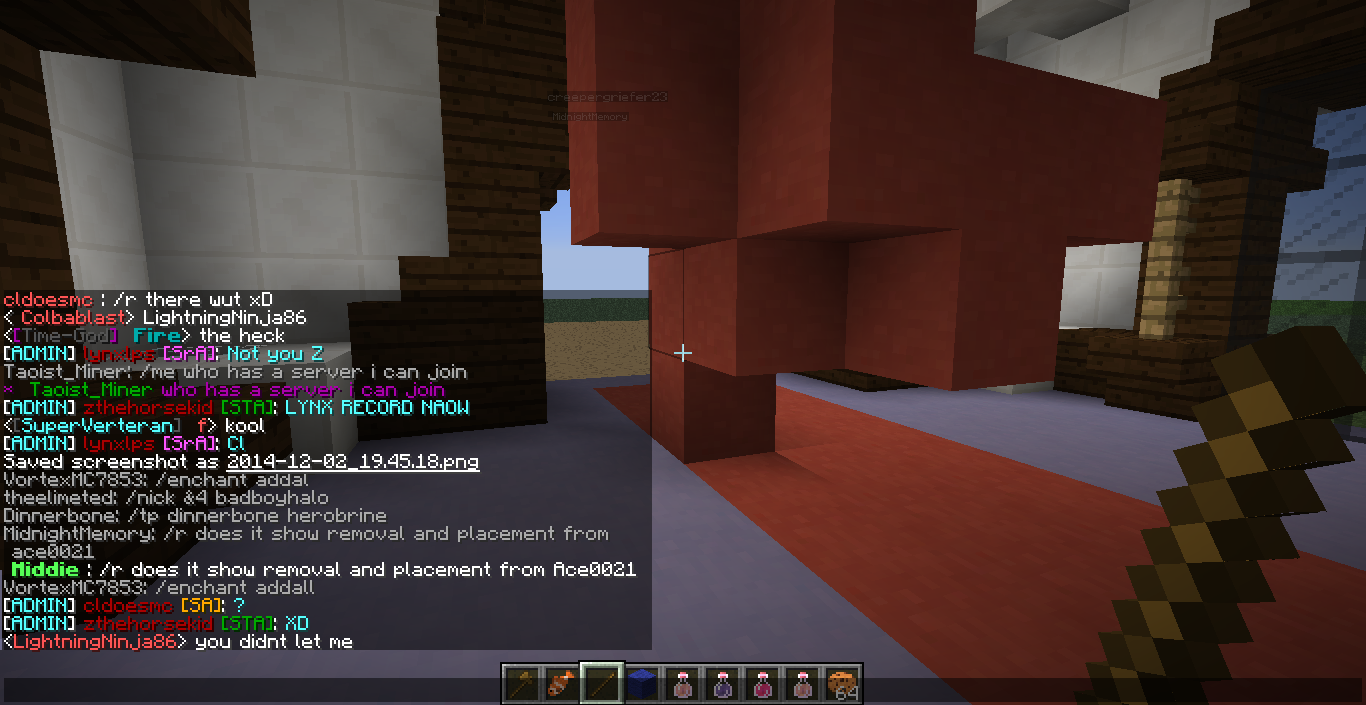 creepergriefer23
MidnightMemory
cldoesmc : /r there wut xD
< Colbablast> LightningNinja86
<[Time-God] Fire> the heck
[ADMIN] lynxlps [SrA]: Not you Z
Taoist_Miner: /me who has a server i can join
* Taoist_Miner who has a server i can join
[ADMIN] zthehorsekid [STA]: LYNX RECORD NAOW
<[SuperVerteran] f> kool
[ADMIN] lynxlps [SrA]: Cl
Saved screenshot as 2014-12-02_19.45.18.png
VortexMC7853: /enchant addal
theelimeted: /nick &4 badboyhalo
Dinnerbone: /tp dinnerbone herobrine
MidnightMemory: /r does it show removal and placement from
ace0021
Middie : /r does it show removal and placement from Ace0021
VortexMC7853: /enchant addall
[ADMIN] cldoesmc [SA]: ?
[ADMIN] zthehorsekid [STA]: XD
<LightningNinja86> you didnt let me
64